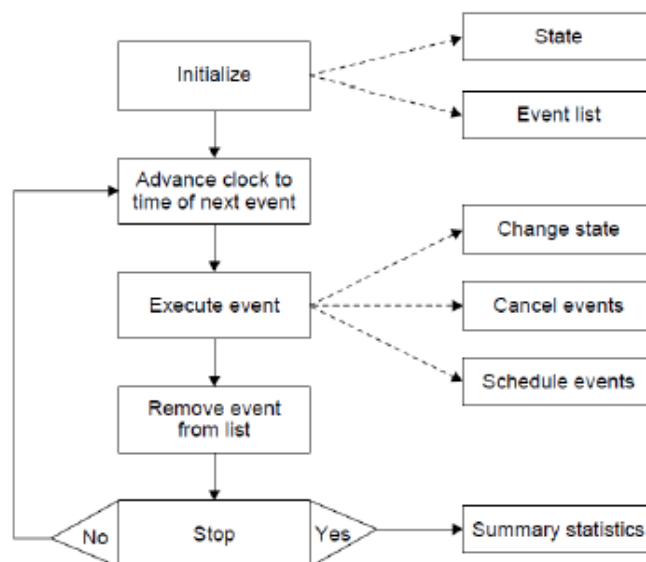 State
Initialize
Event list
Advance clock to
time of next event
Change state
Execute event
Cancel events
Schedule events
Remove event
from list
No
Stop
Yes
Summary statistics